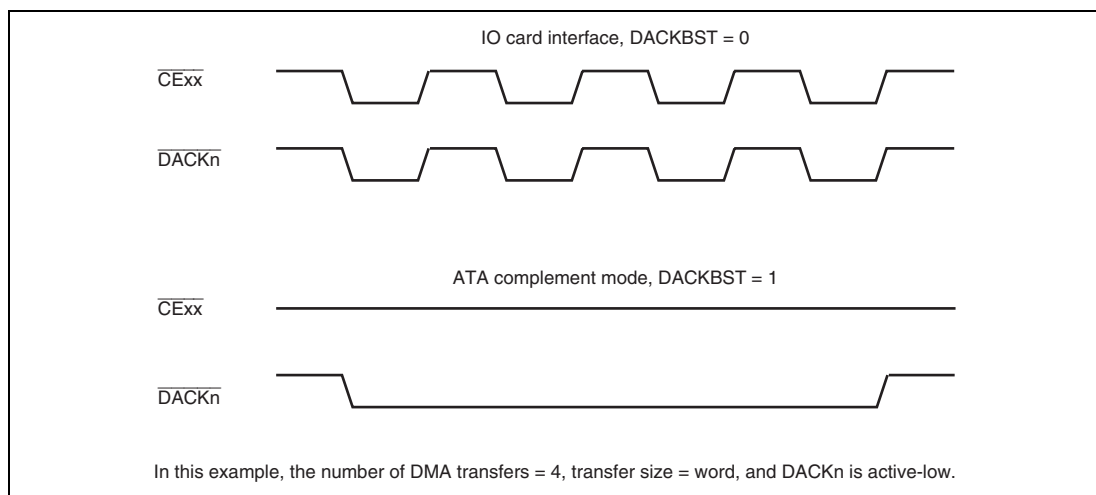 IO card interface, DACKBST = 0
CExx
DACKn
ATA complement mode, DACKBST = 1
CExx
DACKn
In this example, the number of DMA transfers = 4, transfer size = word, and DACKn is active-low.